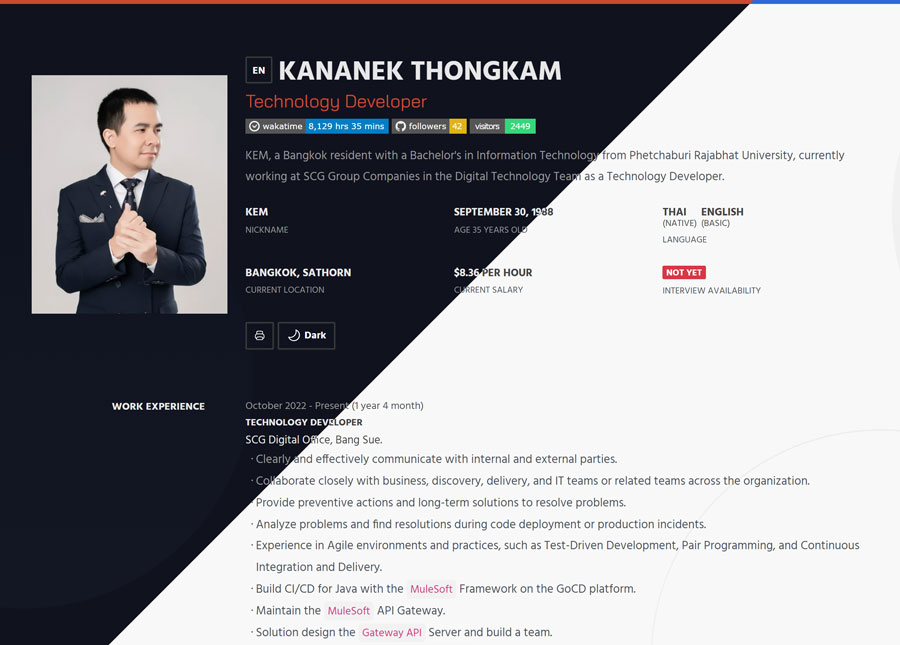 EN KANANEK THONGKAM
Technology Developer
wakatime 8,129 hrs 35 mins followers 42 visitors 2449
KEM, a Bangkok resident with a Bachelor's in Information Technology from Phetchaburi Rajabhat University, currently
working at SCG Group Companies in the Digital Technology Team as a Technology Developer.
KEM SEPTEMBER 30, 1988 THAI ENGLISH
NICKNAME AGE 35 YEARS OLD (NATIVE) (BASIC)
LANGUAGE
BANGKOK, SATHORN $8.36 PER HOUR NOT YET
CURRENT LOCATION CURRENT SALARY INTERVIEW AVAILABILITY
Dark
WORK EXPERIENCE October 2022 - Present (1 year 4 month)
TECHNOLOGY DEVELOPER
SCG Digital Office, Bang Sue.
· Clearly and effectively communicate with internal and external parties.
· Collaborate closely with business, discovery, delivery, and IT teams or related teams across the organization.
· Provide preventive actions and long-term solutions to resolve problems.
· Analyze problems and find resolutions during code deployment or production incidents.
· Experience in Agile environments and practices, such as Test-Driven Development, Pair Programming, and Continuous
Integration and Delivery.
· Build CI/CD for Java with the MuleSoft Framework on the GoCD platform.
· Maintain the MuleSoft API Gateway.
· Solution design the Gateway API Server and build a team.